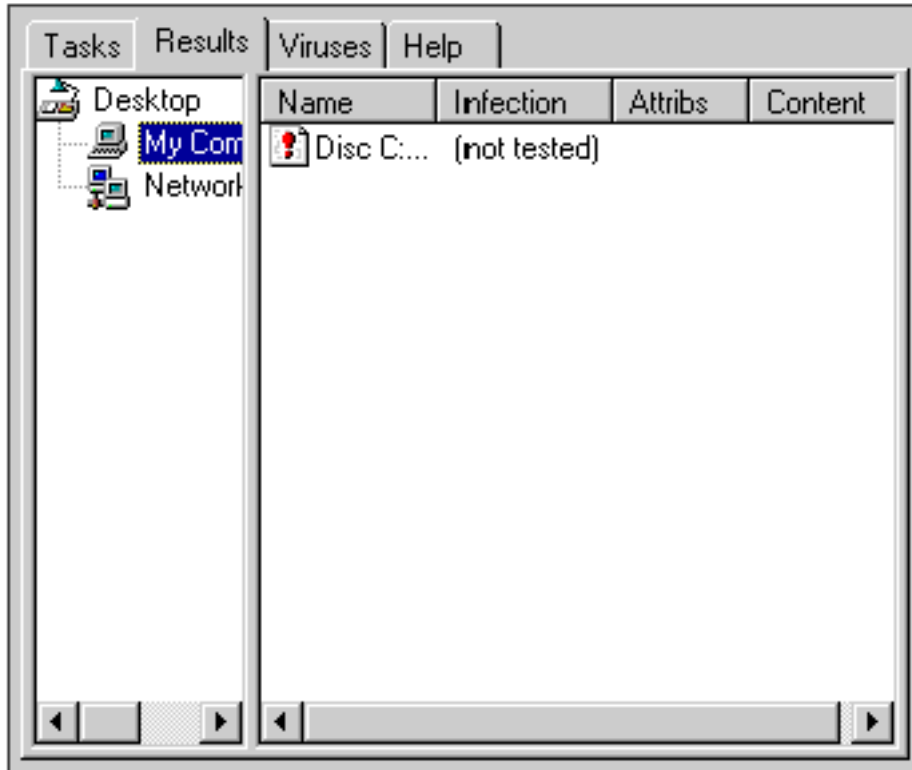 Tasks Results Viruses Help
Desktop
My Com
Network
Name Infection Attribs Content
Disc C:... (not tested)